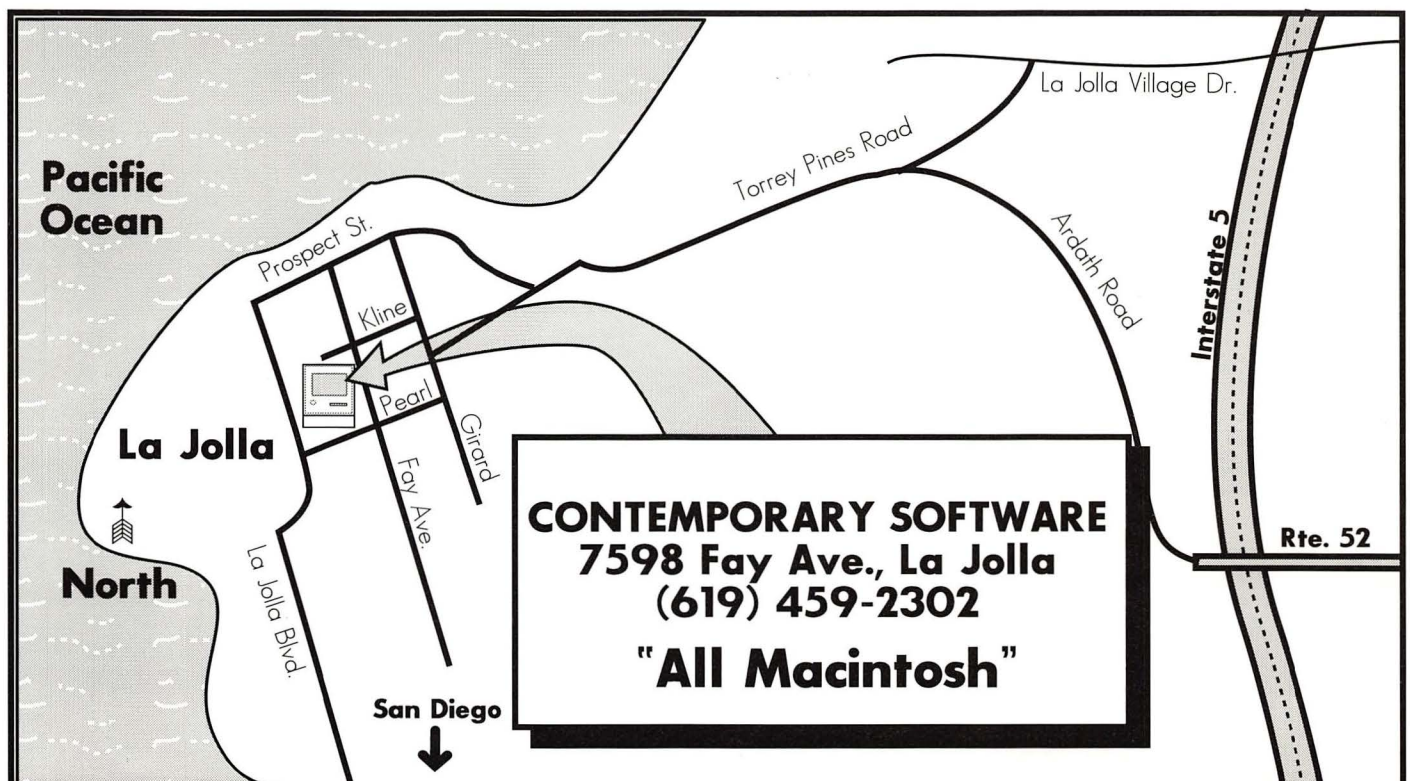 La Jolla Village Dr.
Torrey Pines Road
Pacific
Ocean
Interstate 5
Ardath Road
Prospect St.
Kline
Pearl
Girard
La Jolla
Fay Ave.
CONTEMPORARY SOFTWARE
7598 Fay Ave., La Jolla
(619) 459-2302
"All Macintosh"
Rte. 52
North
La Jolla Blvd.
San Diego